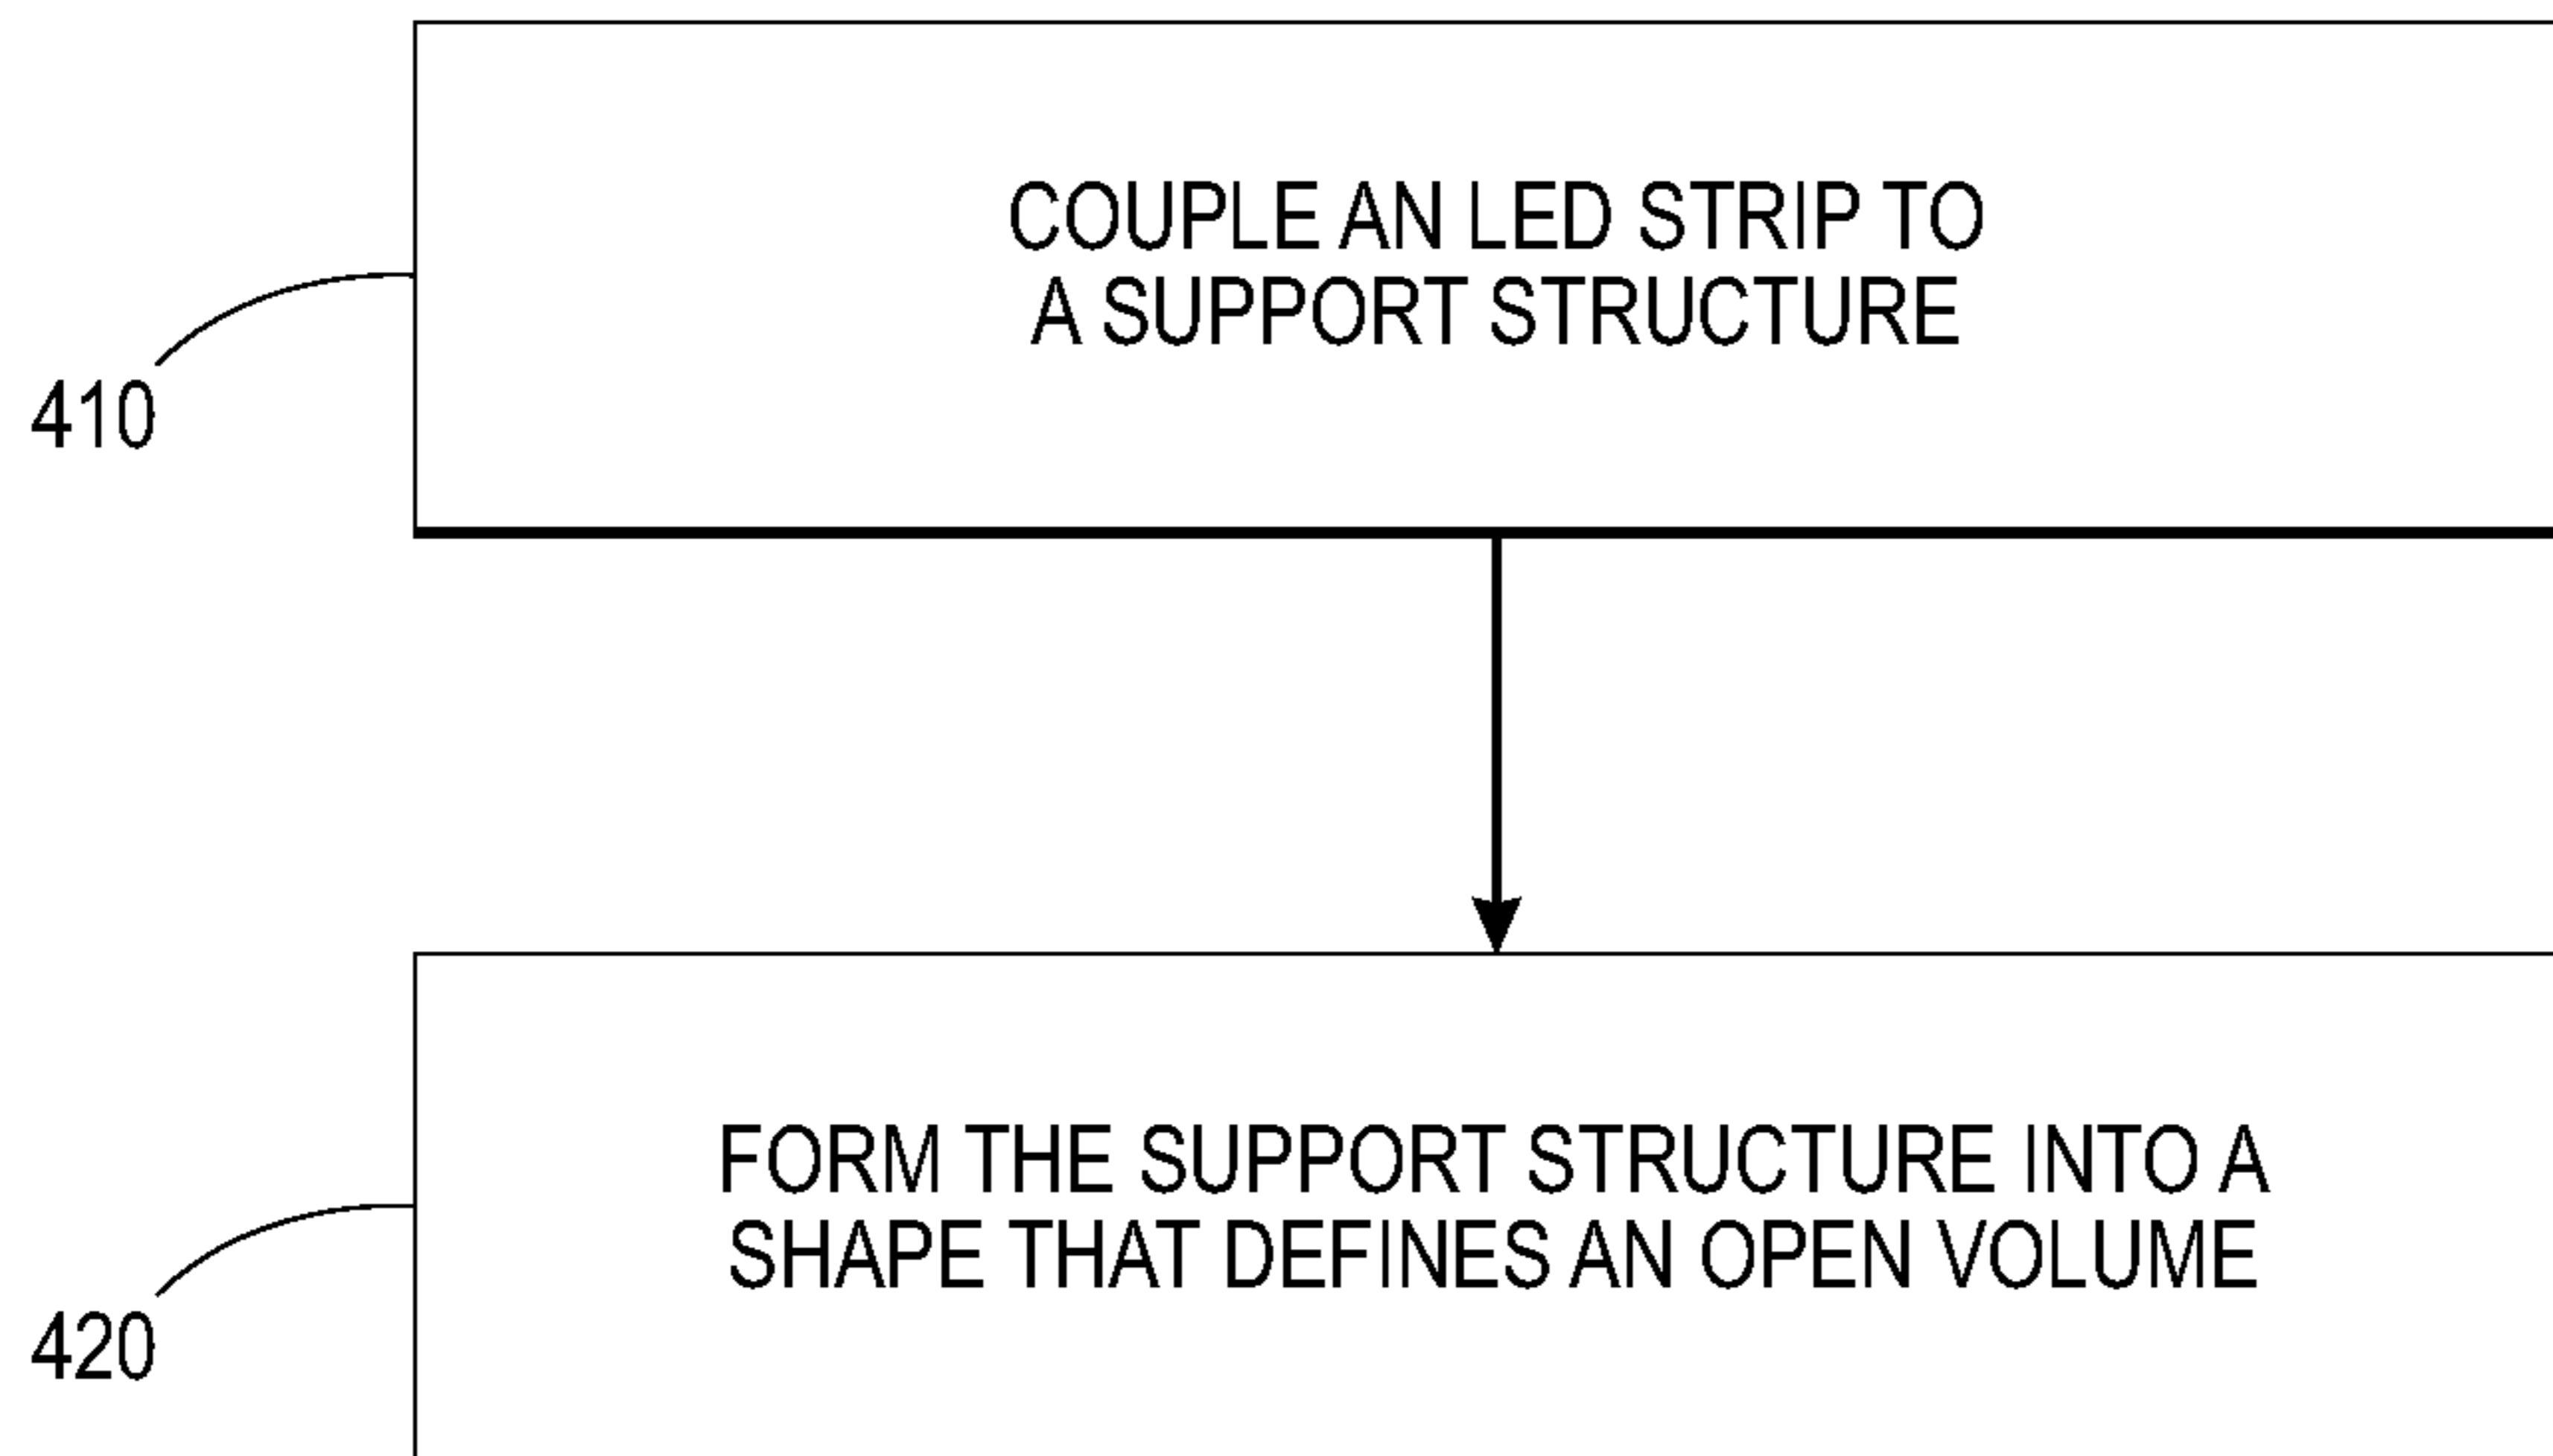 COUPLE AN LED STRIP TO
A SUPPORT STRUCTURE
410
FORM THE SUPPORT STRUCTURE INTO A
SHAPE THAT DEFINES AN OPEN VOLUME
420